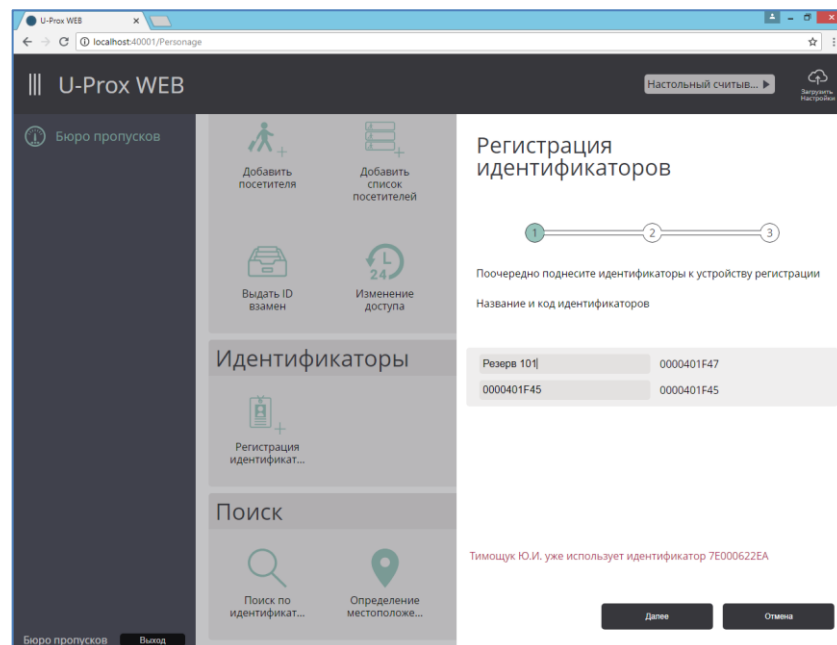 U-Prox WEB
localhost:40001/Personage
U-Prox WEB
Настольный считыв...
Загрузить
Настройки
Бюро пропусков
Добавить
посетителя
Добавить
список
посетителей
24
Выдать ID
взамен
Изменение
доступа
Идентификаторы
Регистрация
идентификат...
Поиск
Поиск по
идентификат...
Определение
местоположе...
Бюро пропусков
Выход
Регистрация
идентификаторов
1
2
3
Поочередно поднесите идентификаторы к устройству регистрации
Название и код идентификаторов
Резерв 101
0000401F47
0000401F45
0000401F45
Тимощук Ю.И. уже использует идентификатор 7E000622EA
Далее
Отмена